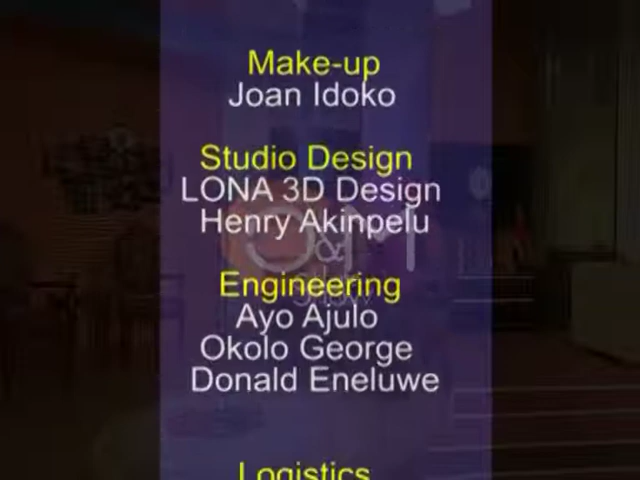 Make-up
Joan Idoko
Studio Design
LONA 3D Design
Henry Akinpelu
&M
Engineering
Ayo Ajulo
Okolo George
Donald Eneluwe
Logistics